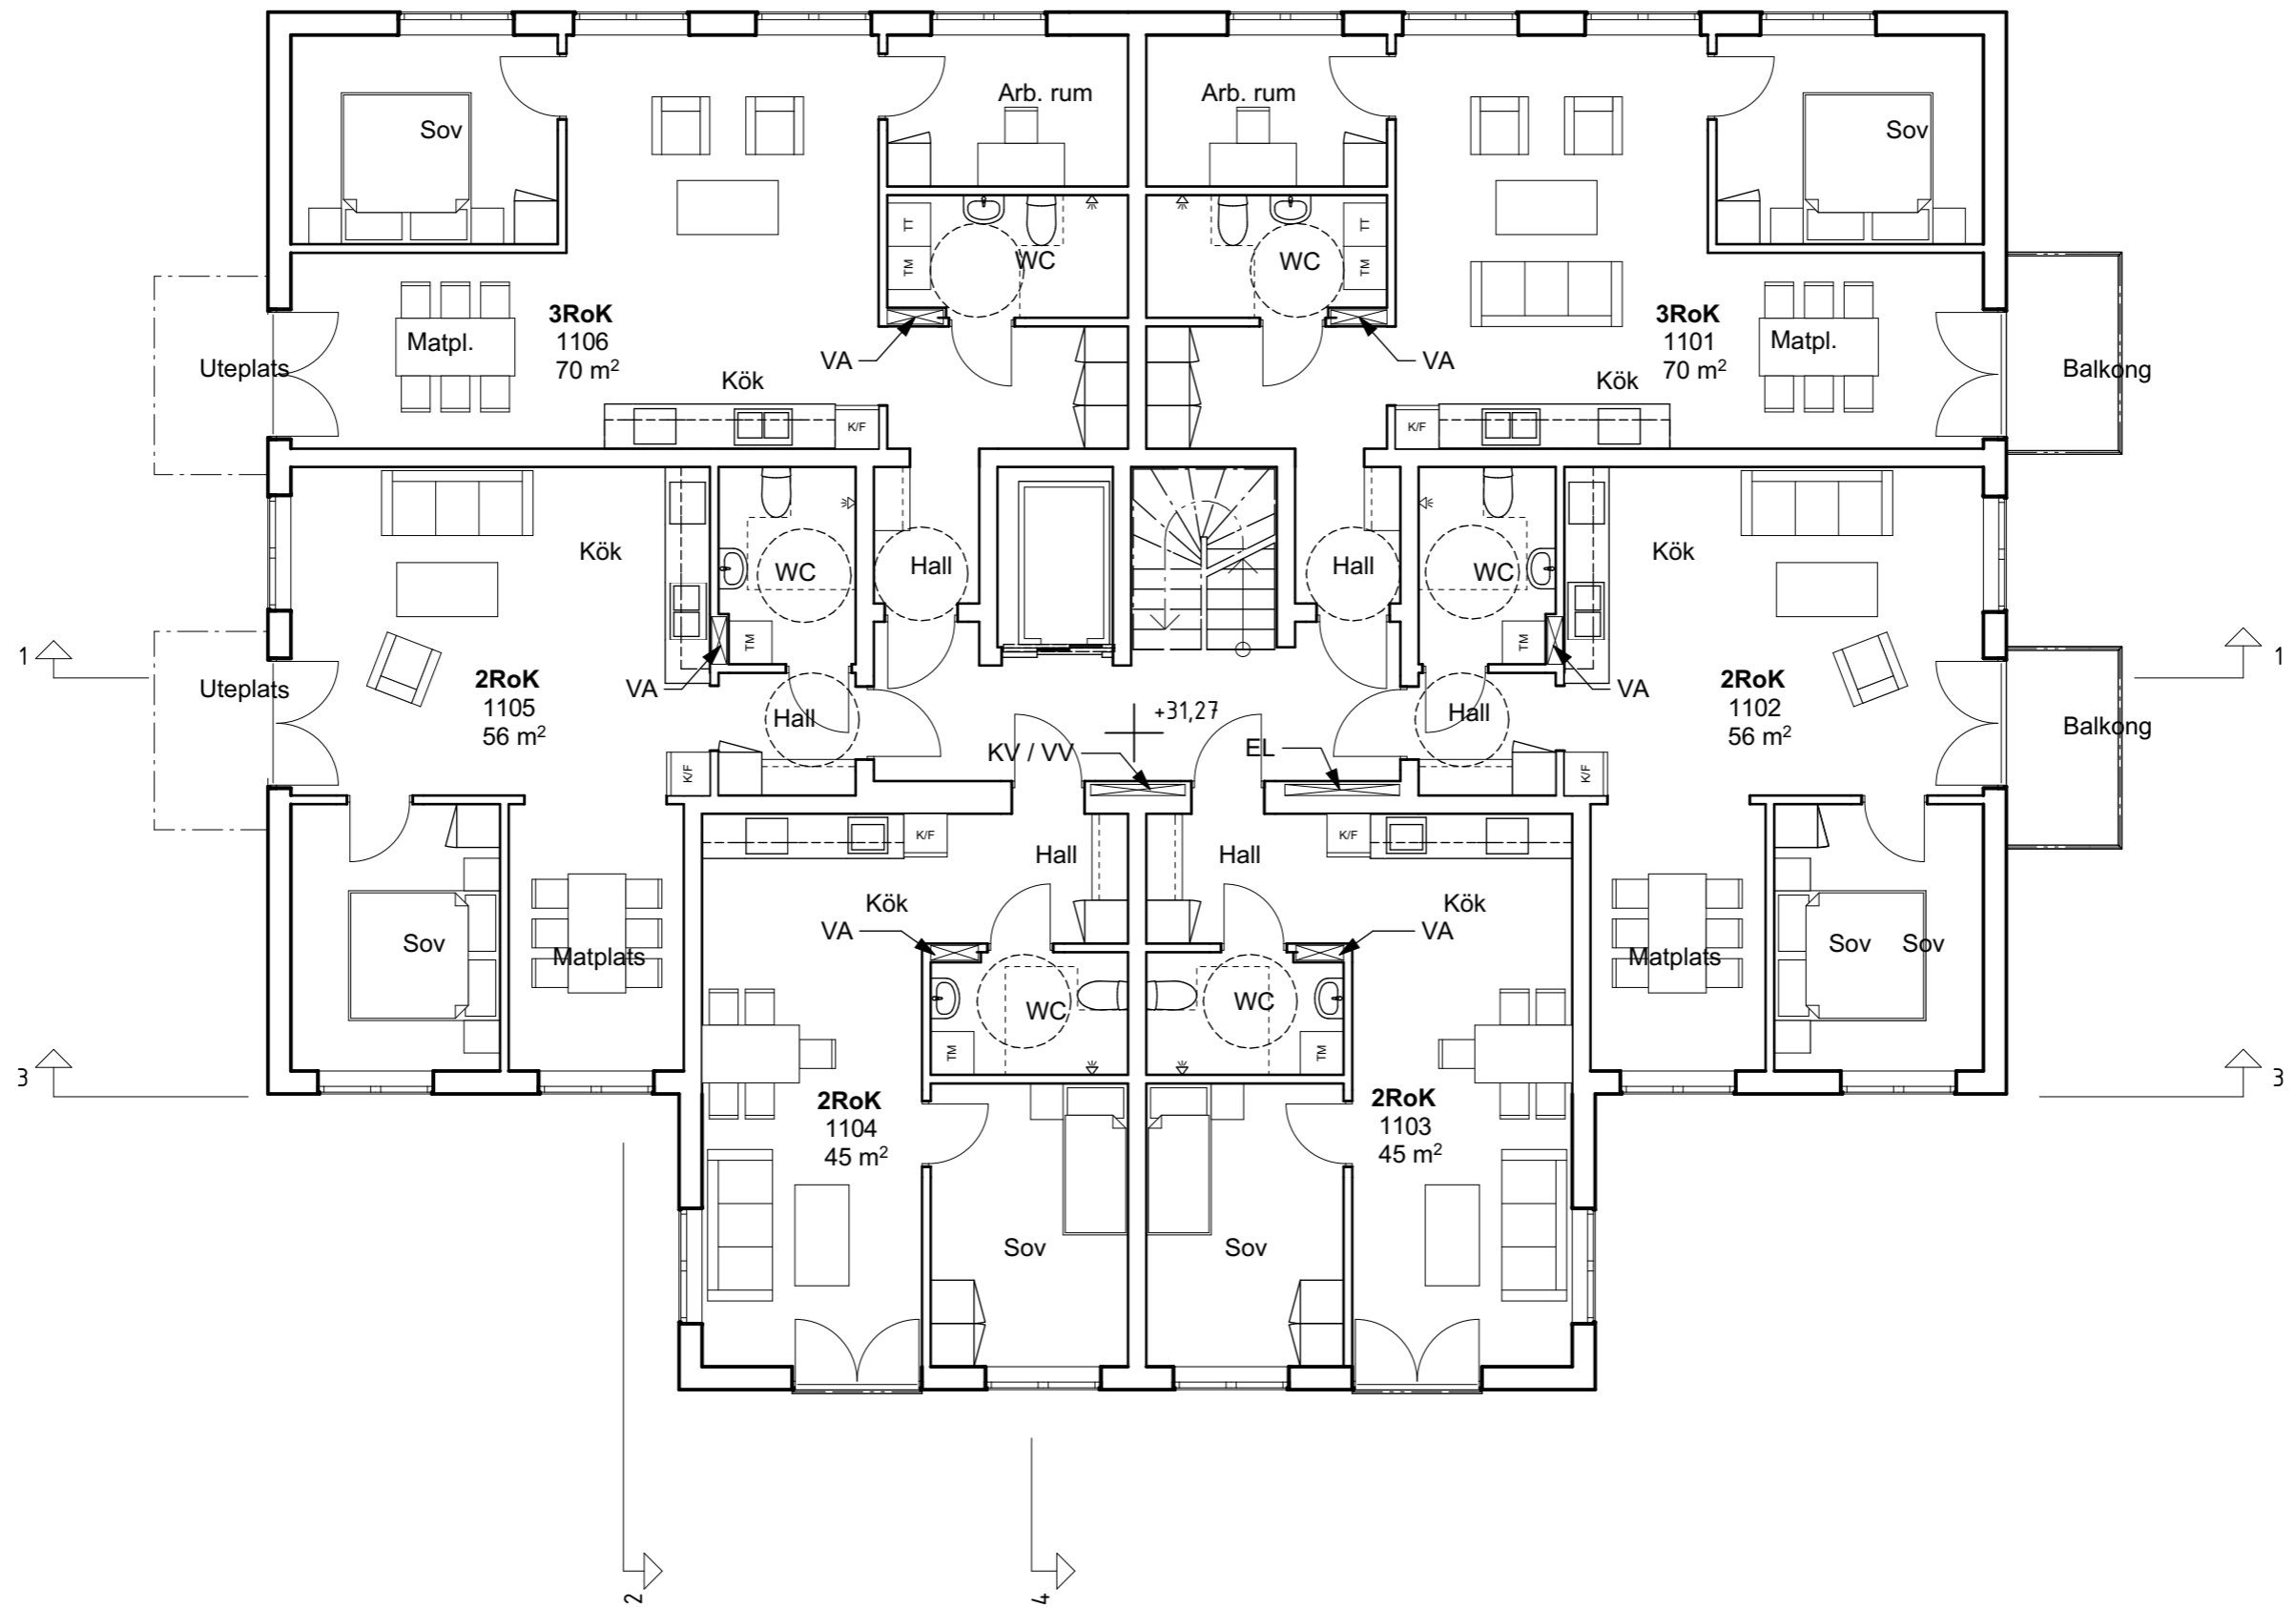 Arb. rum
Arb. rum
Sov
Sov
TT
TM
WC
WC
TT
TM
3RoK
1106
70 m²
3RoK
1101
70 m²
Matpl.
Matpl.
Uteplats
VA
VA
Balkong
Kök
Kök
K/F
K/F
Kök
WC
Hall
Hall
WC
Kök
TM
TM
1
1
Uteplats
2RoK
1105
56 m²
VA
VA
2RoK
1102
56 m²
Hall
+31,27
Hall
Balkong
KV / VV
EL
K/F
K/F
K/F
K/F
Hall
Hall
Kök
Kök
VA
VA
Sov
Matplats
Matplats
Sov
Sov
WC
WC
TM
TM
3
3
2RoK
1104
45 m²
2RoK
1103
45 m²
Sov
Sov
2
4